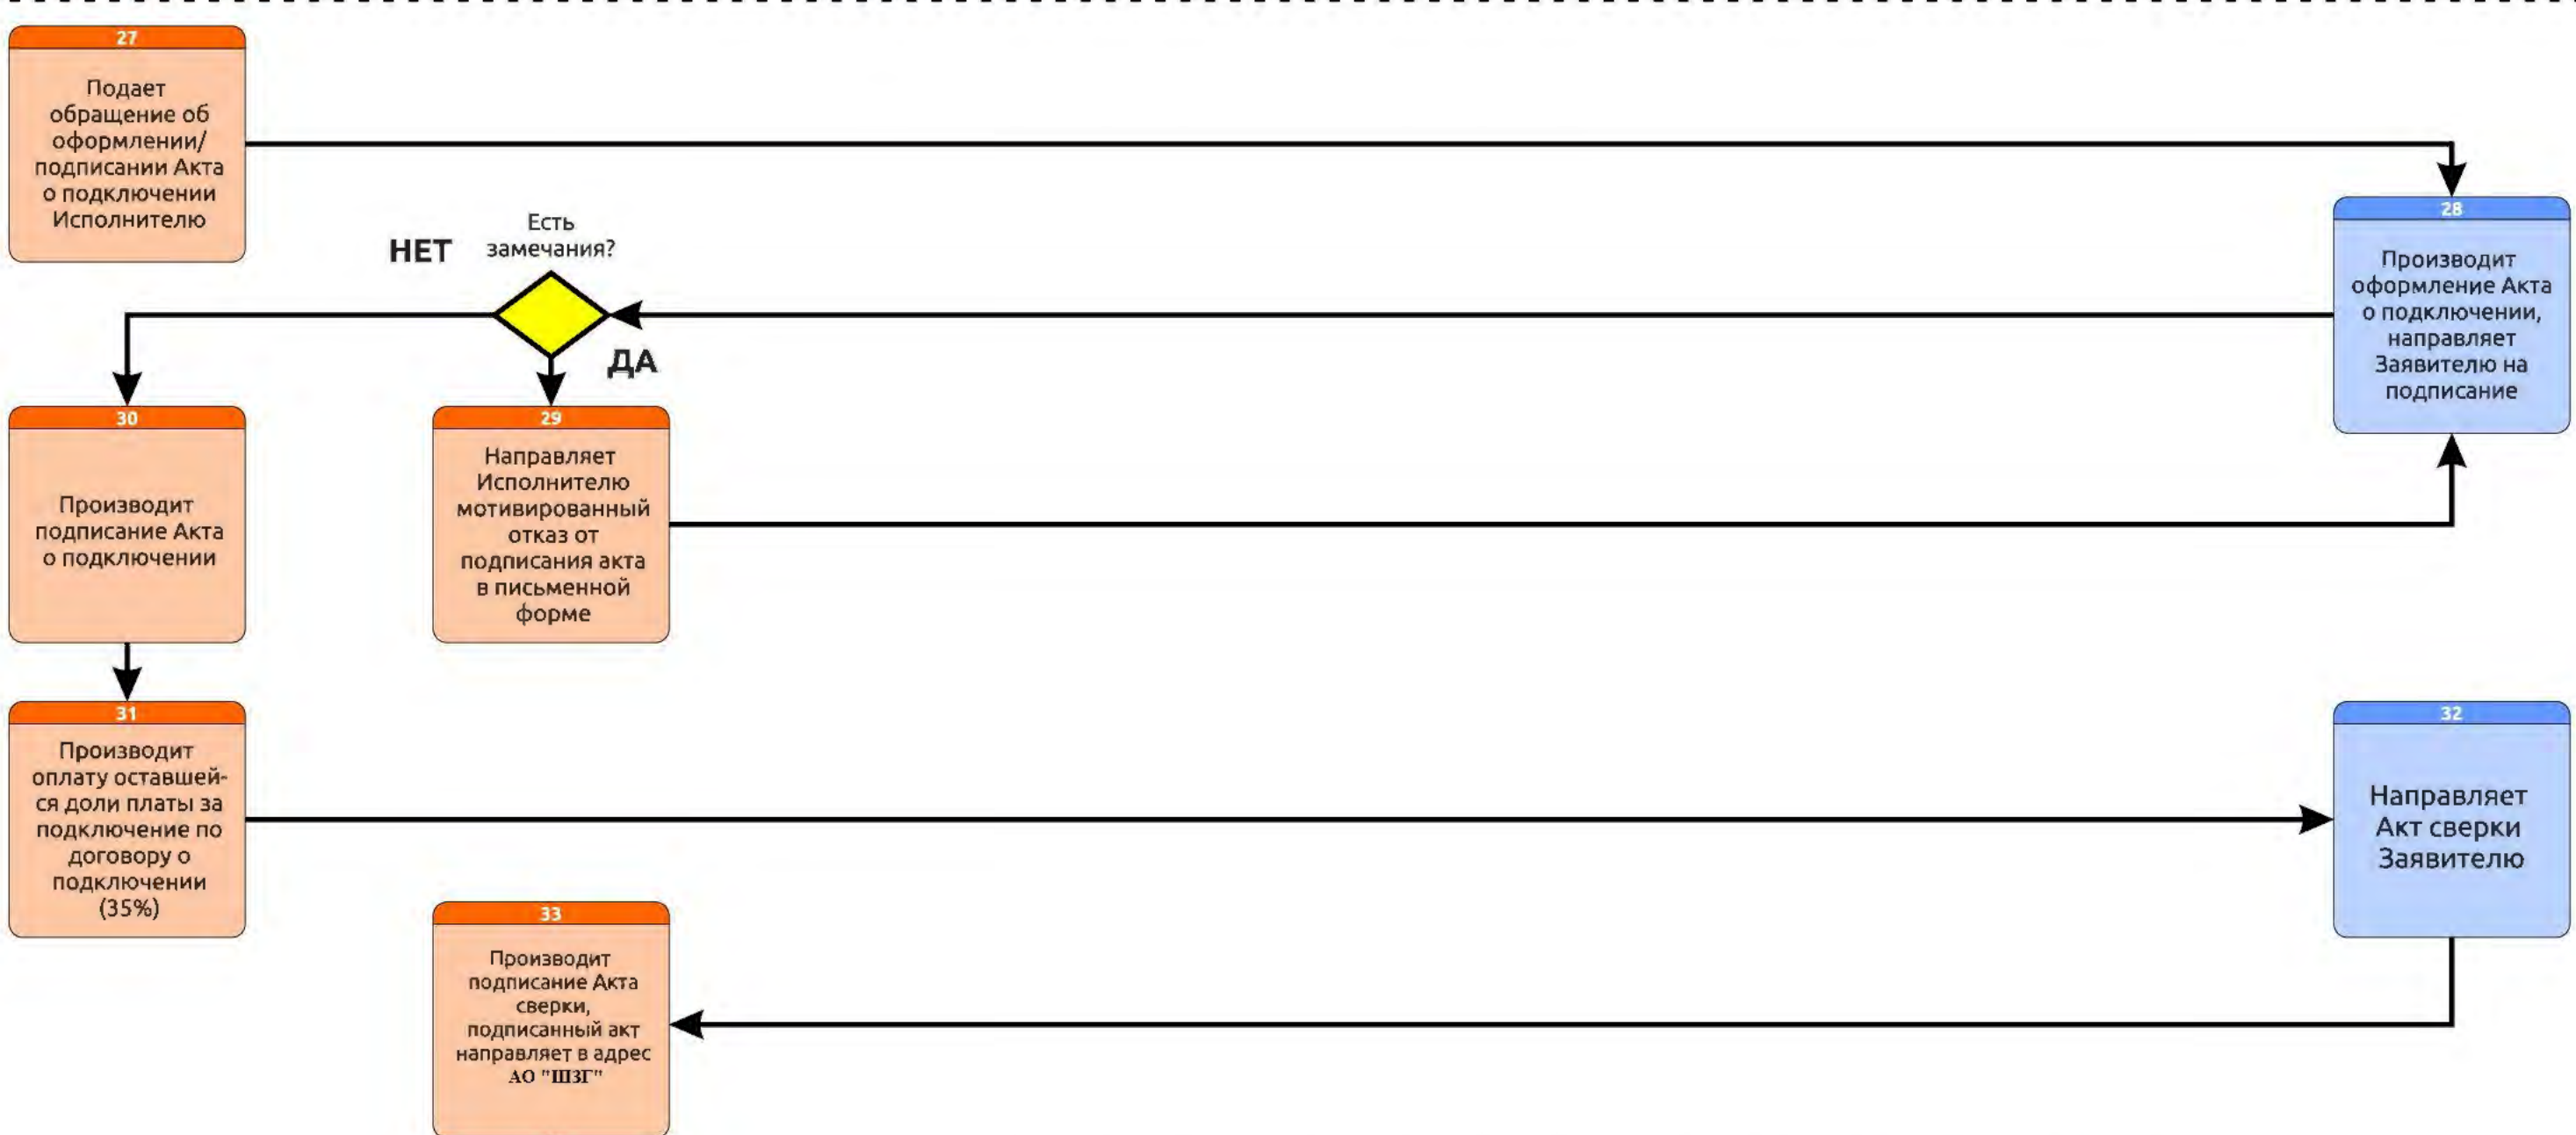 27
Подает
обращение об
оформлении/
подписании Акта
о подключении
Исполнителю
28
Производит
оформление Акта
о подключении,
направляет
Заявителю на
подписание
Есть
замечания?
НЕТ
ДА
30
Производит
подписание Акта
о подключении
29
Направляет
Исполнителю
мотивированный
отказ от
подписания акта
в письменной
форме
31
Производит
оплату оставшей-
ся доли платы за
подключение по
договору о
подключении
(35%)
32
Направляет
Акт сверки
Заявителю
33
Производит
подписание Акта
сверки,
подписанный акт
направляет в адрес
АО "ШЗГ"